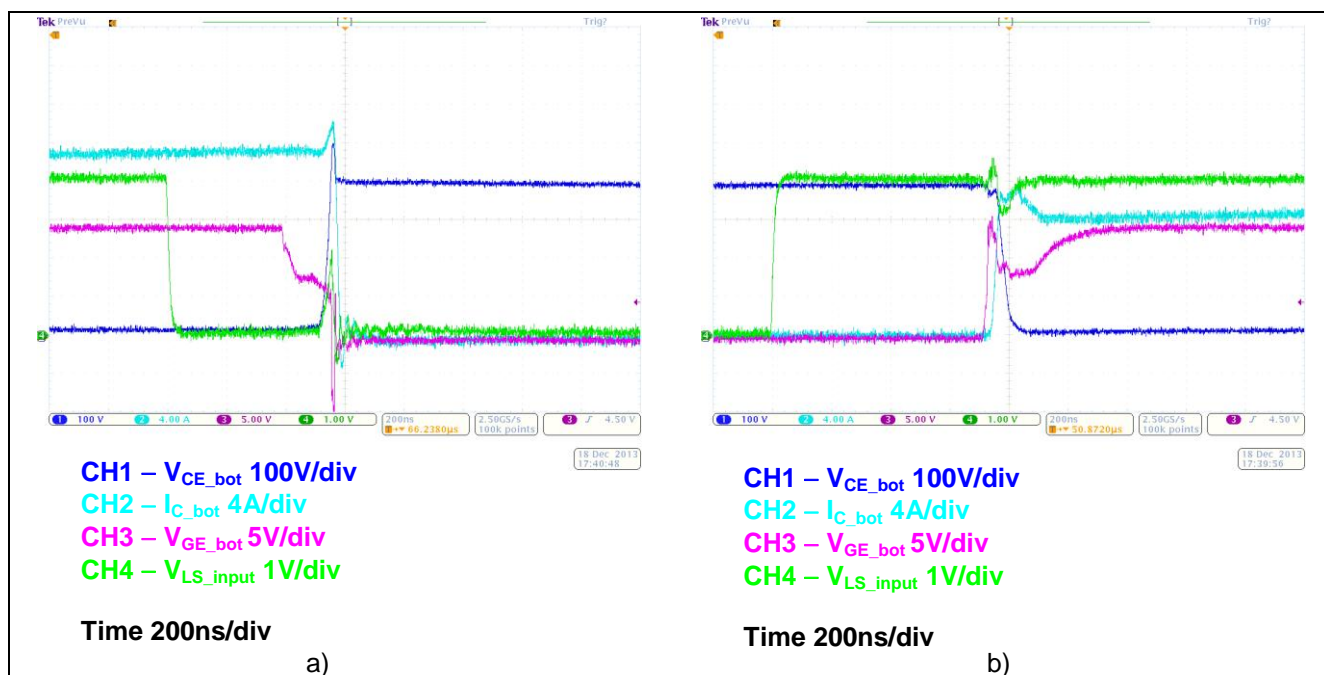 Tek PreVu Trig?
1 100 V 2 4.00 A 3 5.00 V 4 1.00 V 200ns 66.2380µs 2.50GS/s 100k points 3 4.50 V
18 Dec 2013
17:40:48
CH1 – VCE_bot 100V/div
CH2 – IC_bot 4A/div
CH3 – VGE_bot 5V/div
CH4 – VLS_input 1V/div
Time 200ns/div
a)
Tek PreVu Trig?
1 100 V 2 4.00 A 3 5.00 V 4 1.00 V 200ns 50.8720µs 2.50GS/s 100k points 3 4.50 V
18 Dec 2013
17:39:56
CH1 – VCE_bot 100V/div
CH2 – IC_bot 4A/div
CH3 – VGE_bot 5V/div
CH4 – VLS_input 1V/div
Time 200ns/div
b)